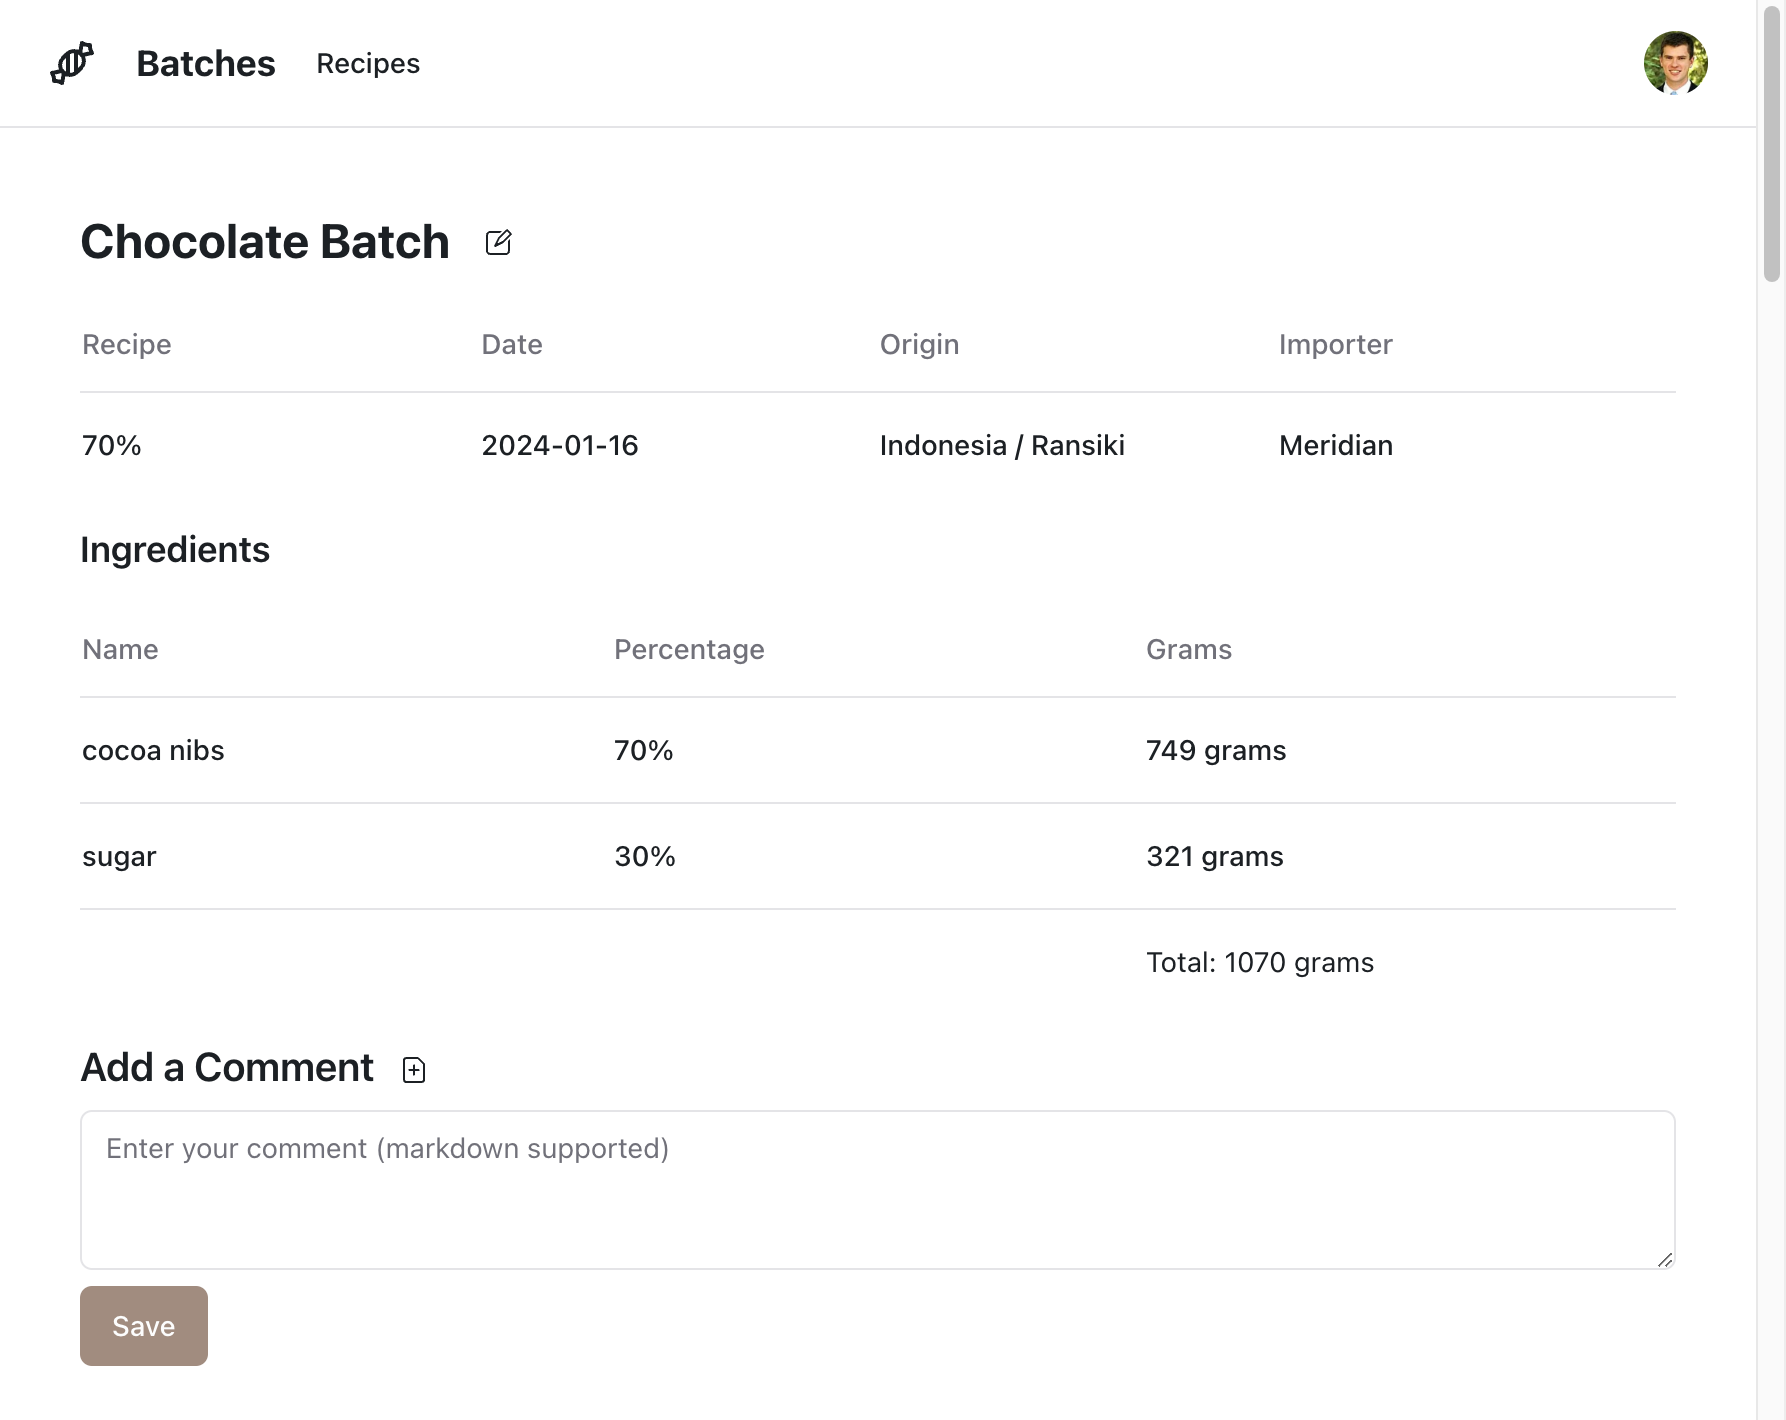 Batches Recipes
Chocolate Batch
Recipe Date Origin Importer
70% 2024-01-16 Indonesia / Ransiki Meridian
Ingredients
Name Percentage Grams
cocoa nibs 70% 749 grams
sugar 30% 321 grams
Total: 1070 grams
Add a Comment
Enter your comment (markdown supported)
Save